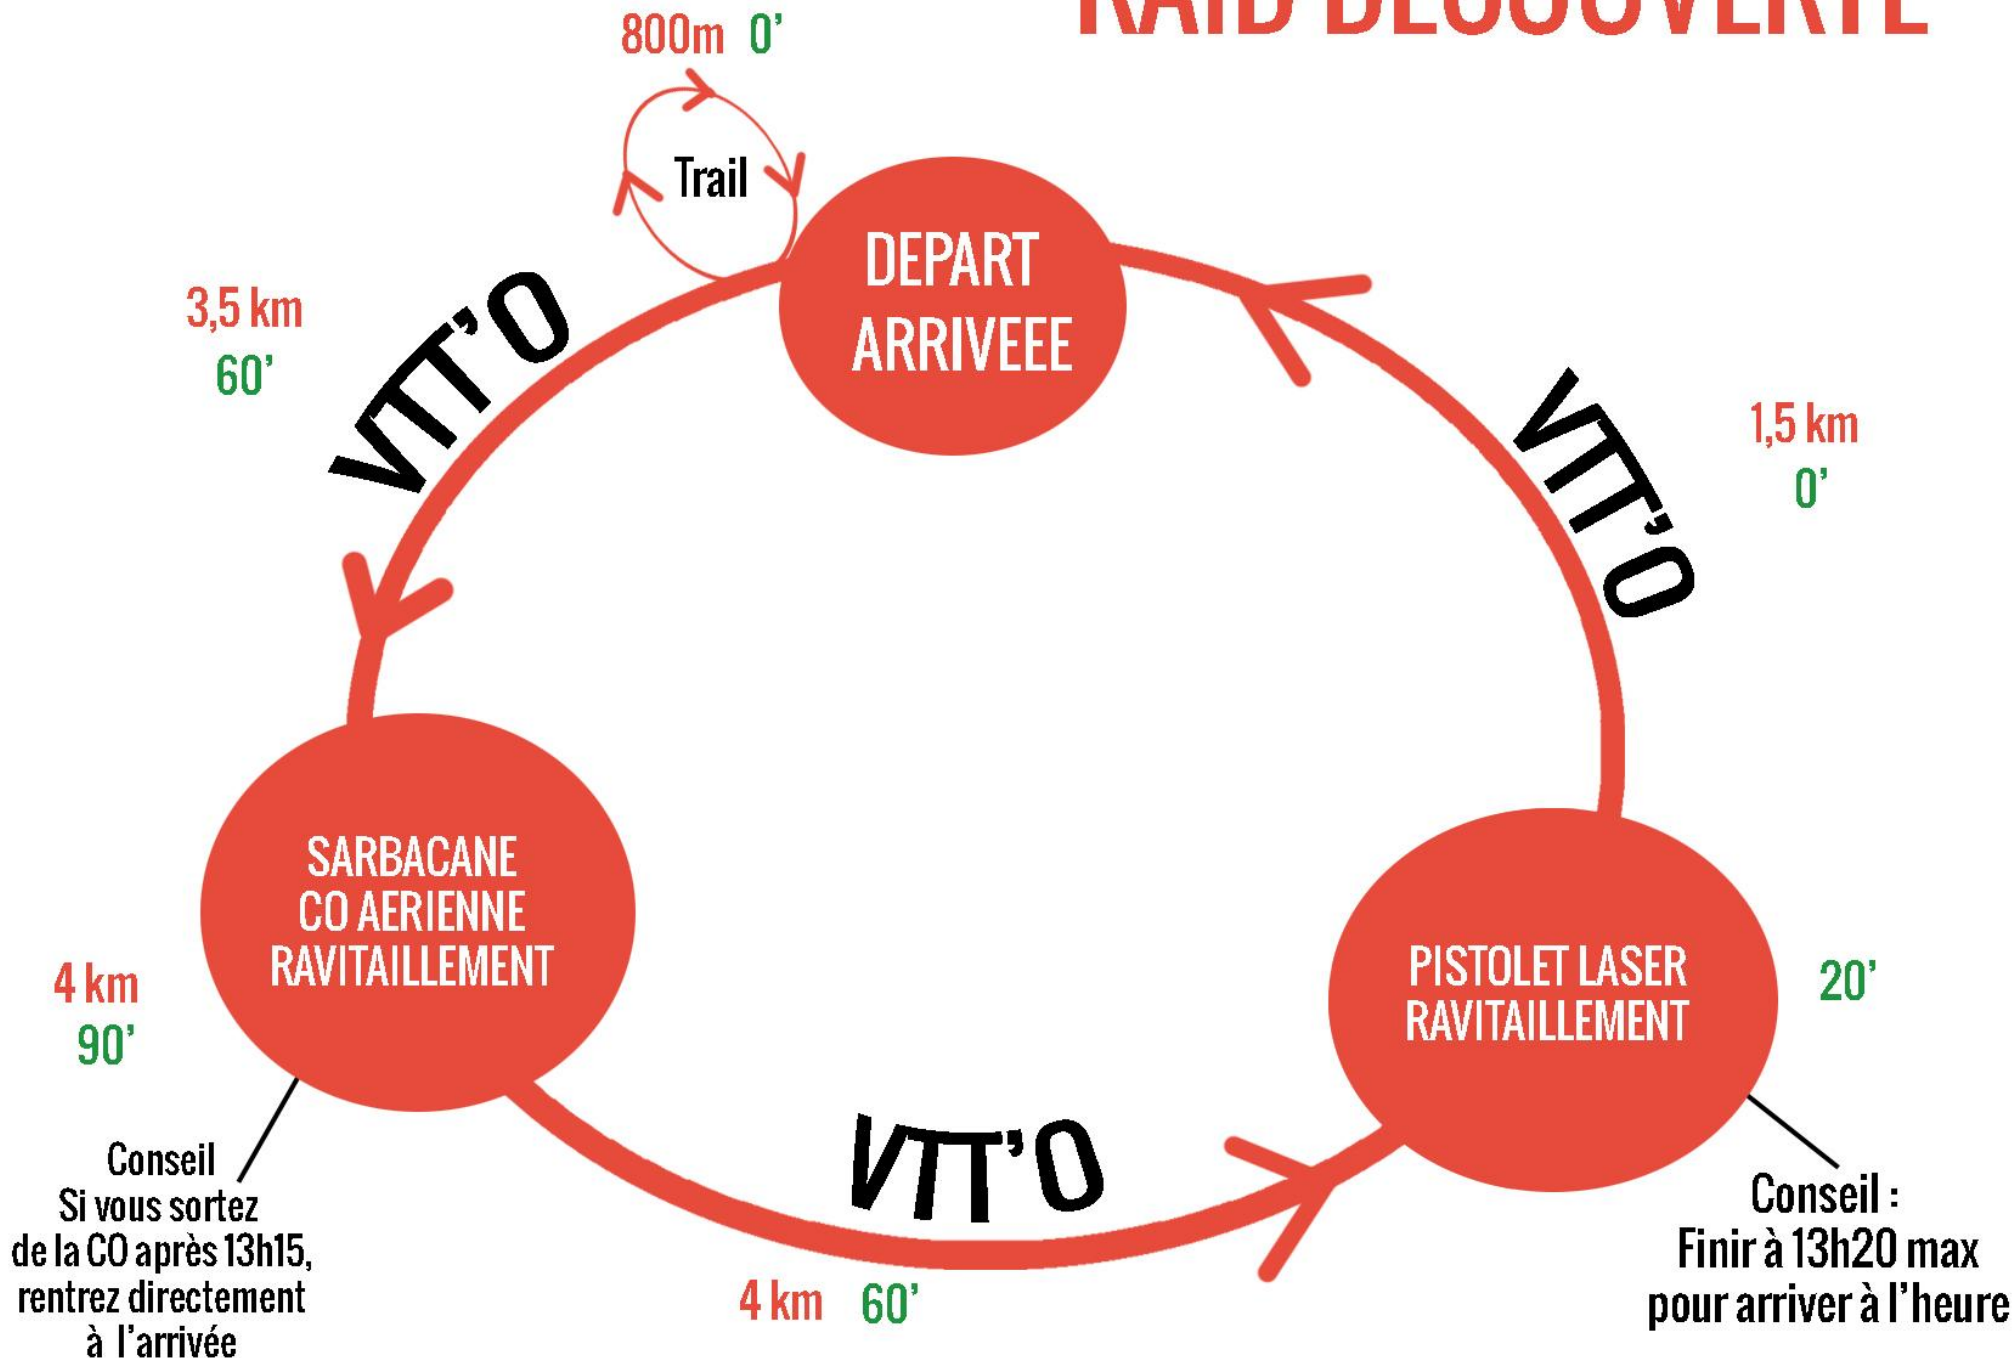 RAID DECOUVERTE
800m 0’
Trail
DEPART
ARRIVEEE
3,5 km
60’
VTT’O
VTT’O
1,5 km
0’
SARBACANE
CO AERIENNE
RAVITAILLEMENT
4 km
90’
PISTOLET LASER
RAVITAILLEMENT
20’
VTT’O
4 km 60’
Conseil
Si vous sortez
de la CO après 13h15,
rentrez directement
à l’arrivée
Conseil :
Finir à 13h20 max
pour arriver à l’heure